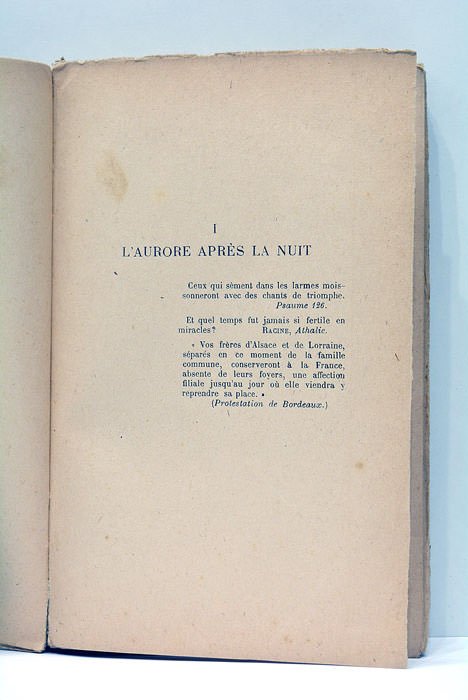 I
L'AURORE APRÈS LA NUIT
Ceux qui sèment dans les larmes mois-
sonneront avec des chants de triomphe.
Psaume 126.
Et quel temps fut jamais si fertile en
miracles? RACINE, Athalie.
« Vos frères d'Alsace et de Lorraine,
séparés en ce moment de la famille
commune, conserveront à la France,
absente de leurs foyers, une affection
filiale jusqu'au jour où elle viendra y
reprendre sa place. »
(Protestation de Bordeaux.)